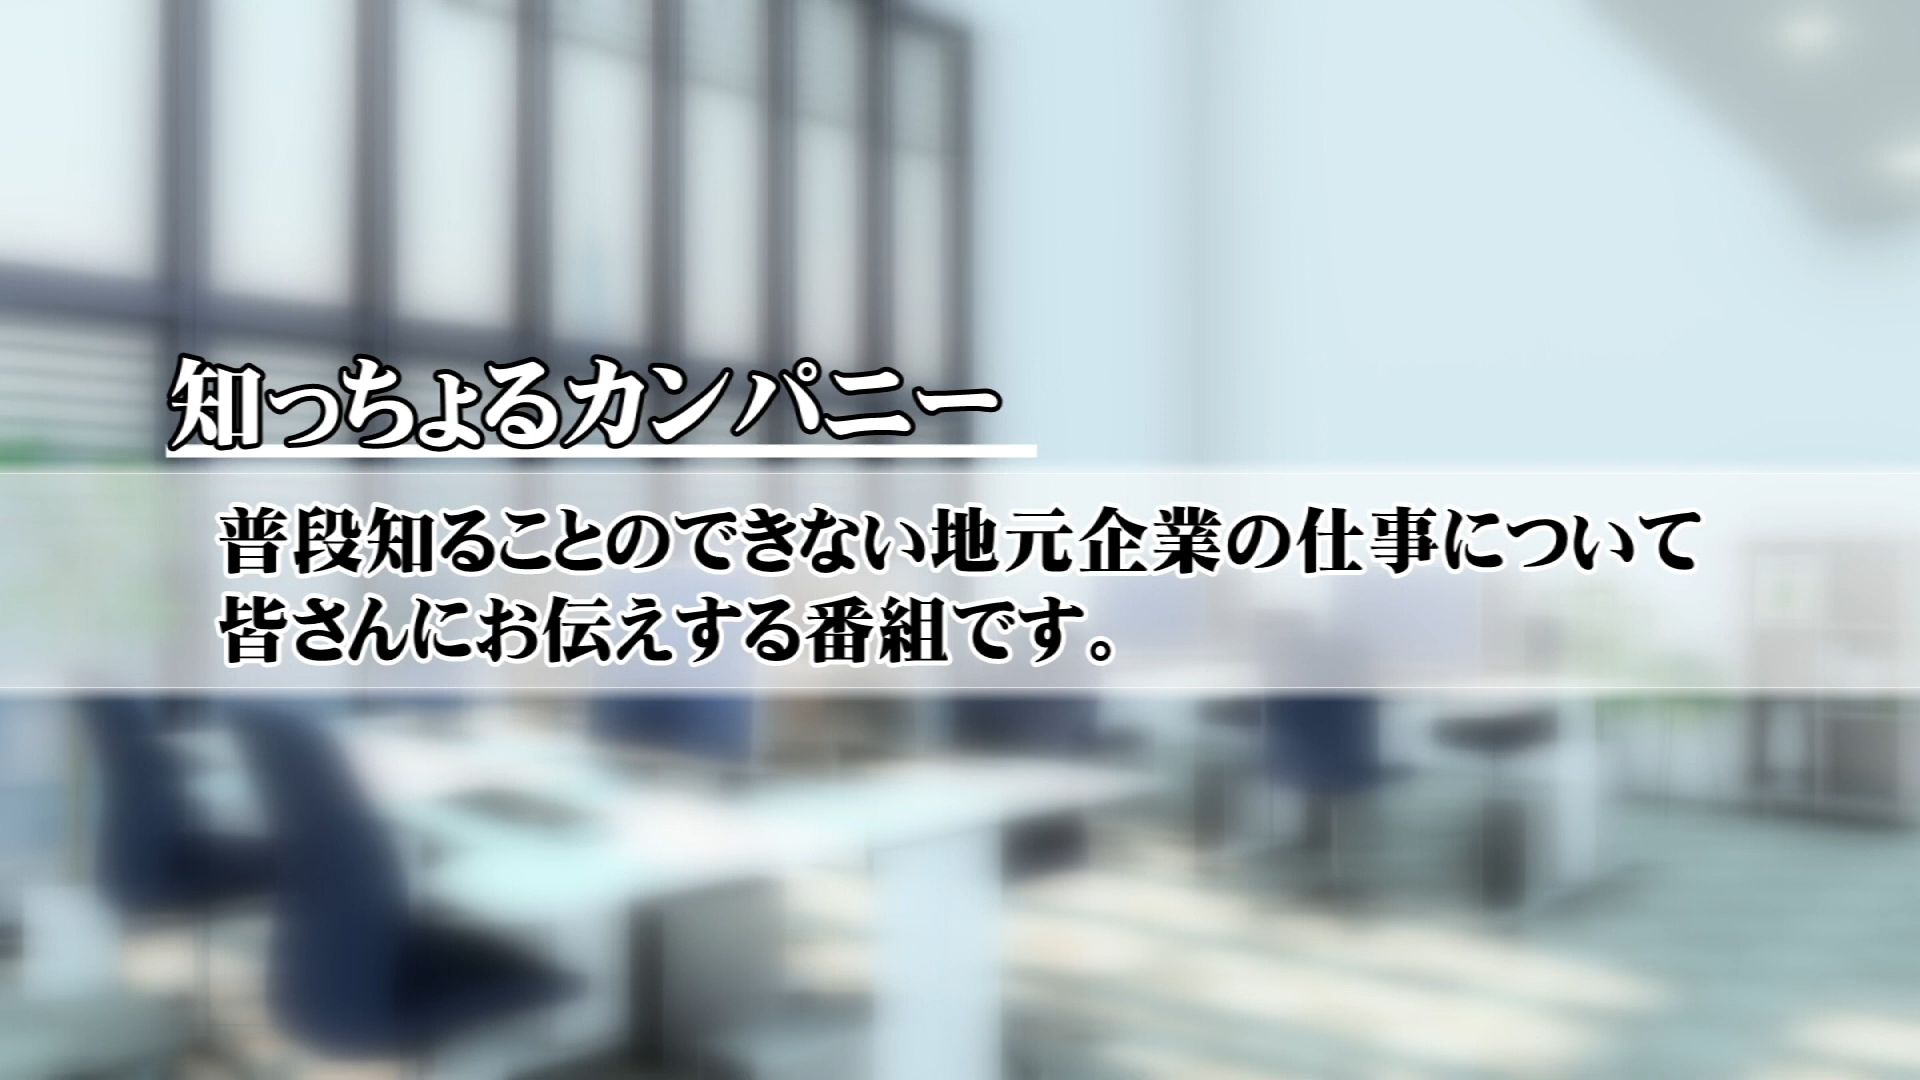 知っちょるカンパニー
普段知ることのできない地元企業の仕事について
皆さんにお伝えする番組です。